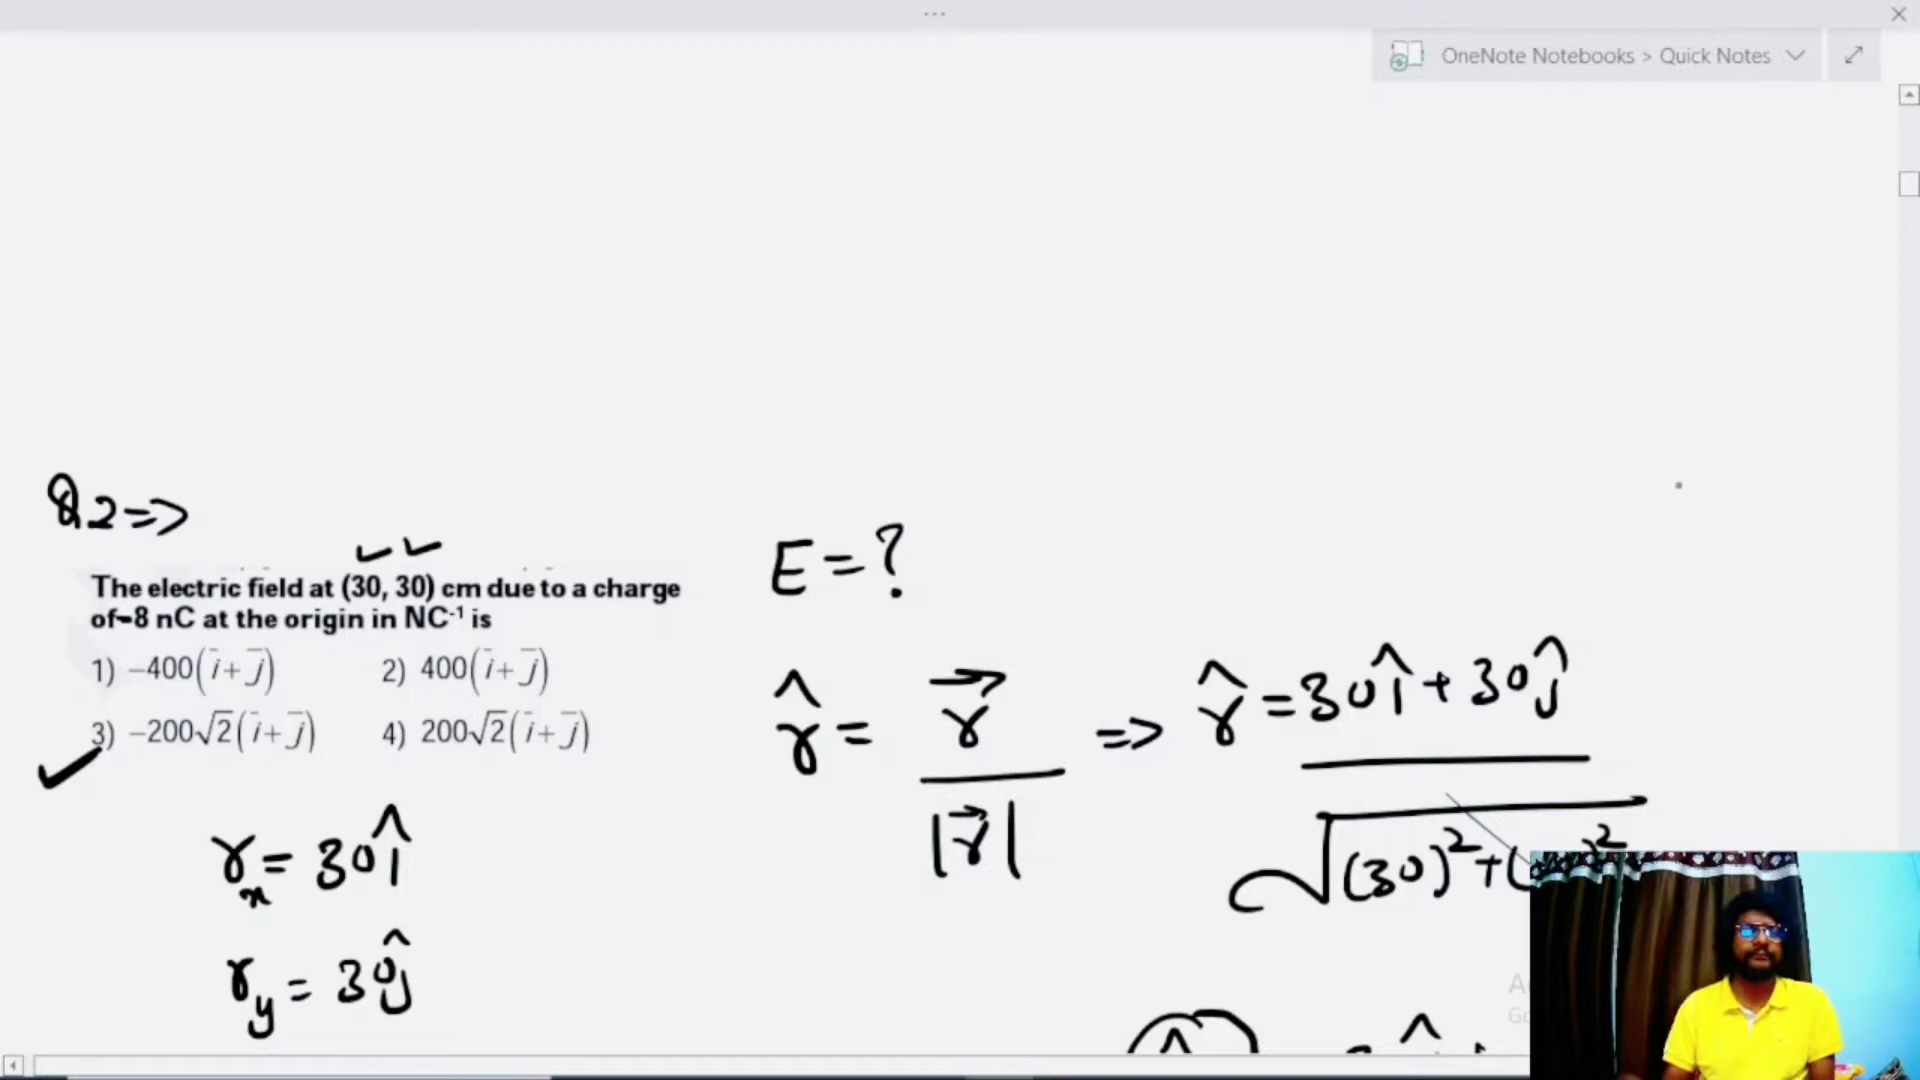 OneNote Notebooks > Quick Notes
Q2 =>
The electric field at (30, 30) cm due to a charge
of -8 nC at the origin in NC⁻¹ is
1) −400(i̅+j̅) 2) 400(i̅+j̅)
3) −200√2(i̅+j̅) 4) 200√2(i̅+j̅)
rₓ = 30î
r_y = 30ĵ
E = ?
r̂ = r⃗ / |r⃗| => r̂ = 30î + 30ĵ / √(30)² + ( )²